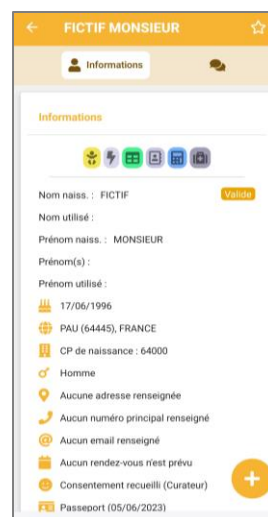 FICTIF MONSIEUR
Informations
Informations
Nom naiss. : FICTIF Valide
Nom utilisé :
Prénom naiss. : MONSIEUR
Prénom(s) :
Prénom utilisé :
17/06/1996
PAU (64445), FRANCE
CP de naissance : 64000
Homme
Aucune adresse renseignée
Aucun numéro principal renseigné
Aucun email renseigné
Aucun rendez-vous n'est prévu
Consentement recueilli (Curateur)
Passeport (05/06/2023)